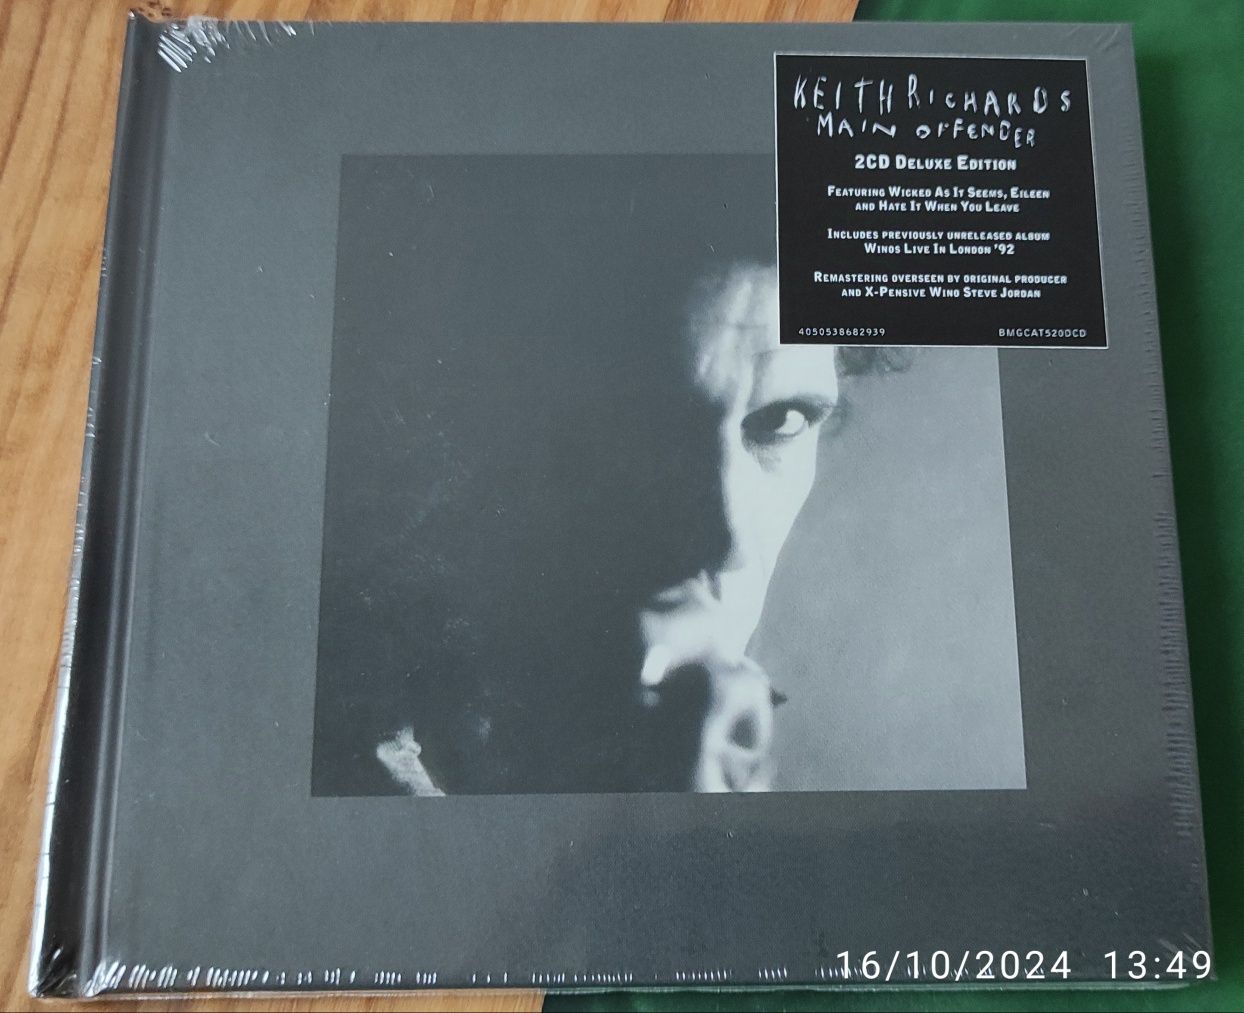 KEITH RICHARDS
MAIN OFFENDER
2CD DELUXE EDITION
FEATURING WICKED AS IT SEEMS, EILEEN
AND HATE IT WHEN YOU LEAVE
INCLUDES PREVIOUSLY UNRELEASED ALBUM
WINOS LIVE IN LONDON '92
REMASTERING OVERSEEN BY ORIGINAL PRODUCER
AND X-PENSIVE WINO STEVE JORDAN
4050538682939 BMGCAT520DCD
16/10/2024 13:49